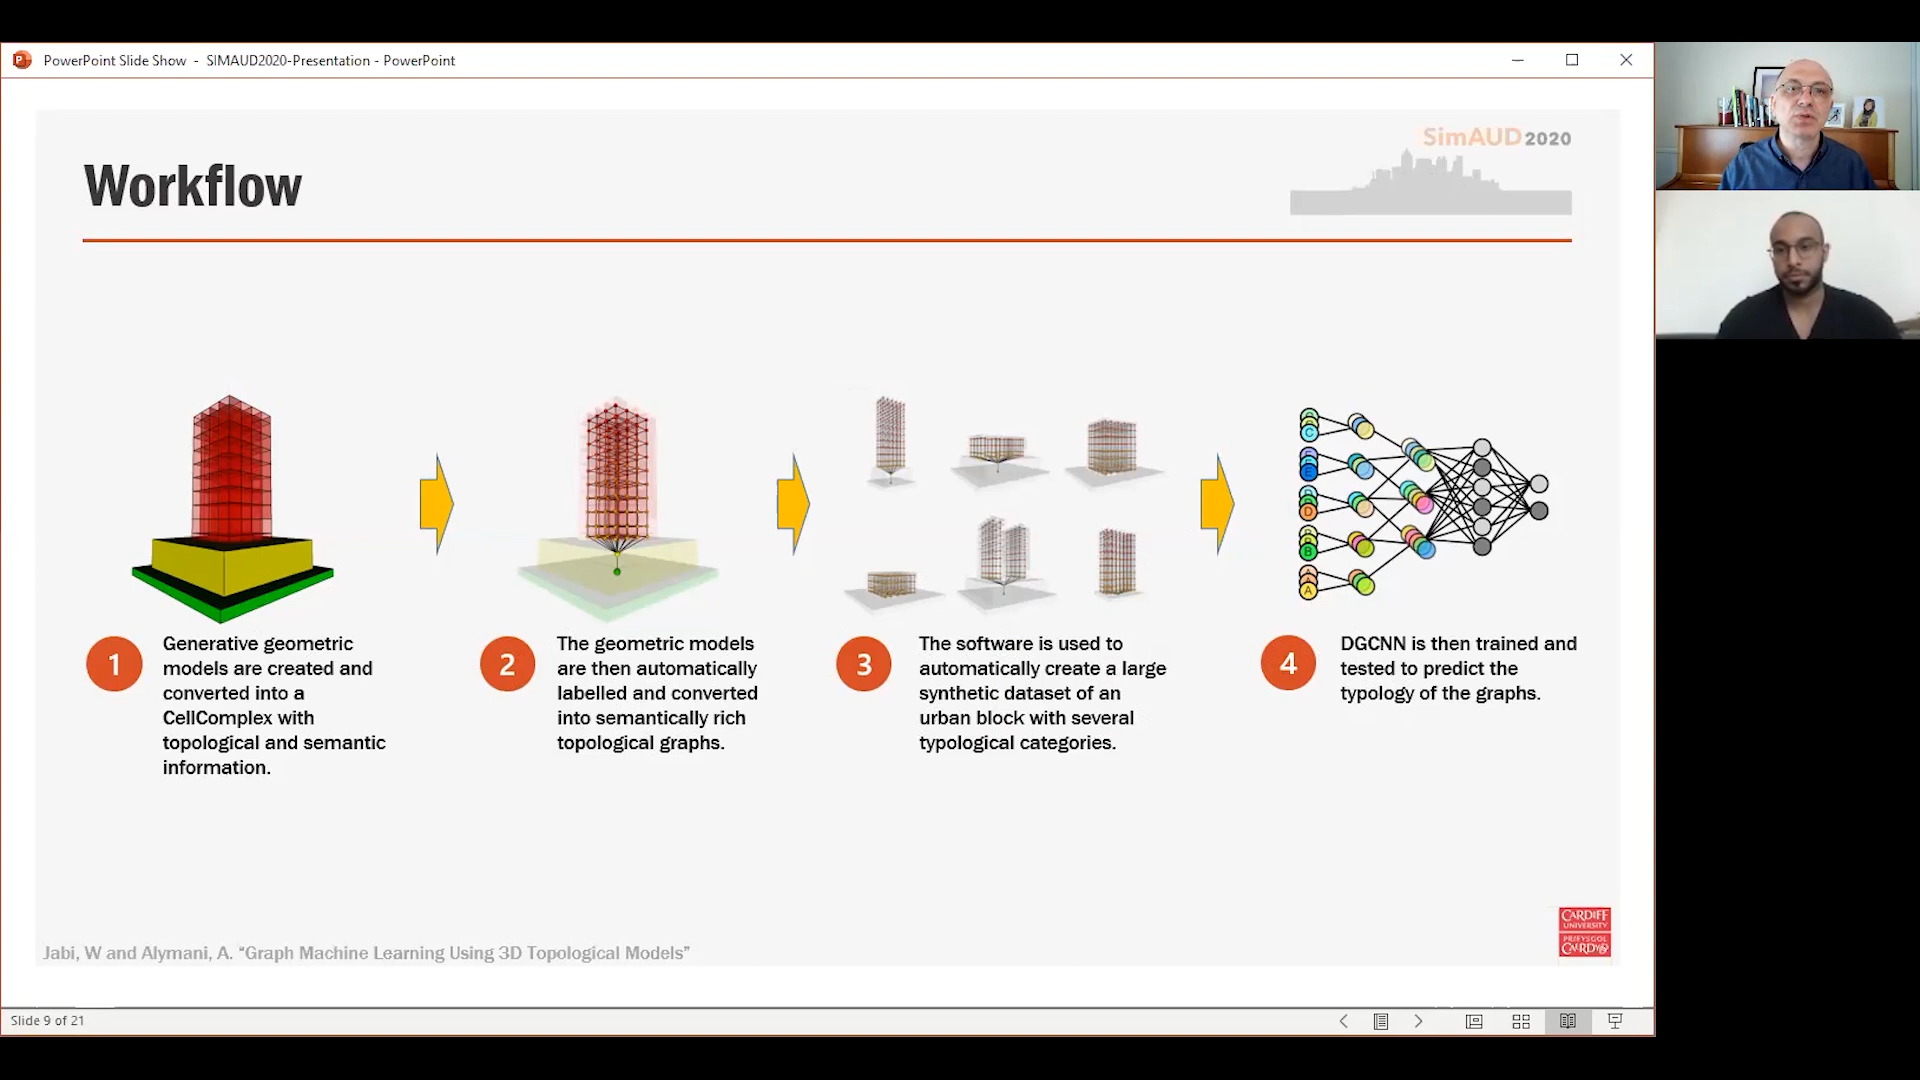 PowerPoint Slide Show - SIMAUD2020-Presentation - PowerPoint
SimAUD 2020
Workflow
1
Generative geometric
models are created and
converted into a
CellComplex with
topological and semantic
information.
2
The geometric models
are then automatically
labelled and converted
into semantically rich
topological graphs.
3
The software is used to
automatically create a large
synthetic dataset of an
urban block with several
typological categories.
4
DGCNN is then trained and
tested to predict the
typology of the graphs.
C
E
D
B
A
Jabi, W and Alymani, A. “Graph Machine Learning Using 3D Topological Models”
CARDIFF
UNIVERSITY
PRIFYSGOL
CAERDYDD
Slide 9 of 21